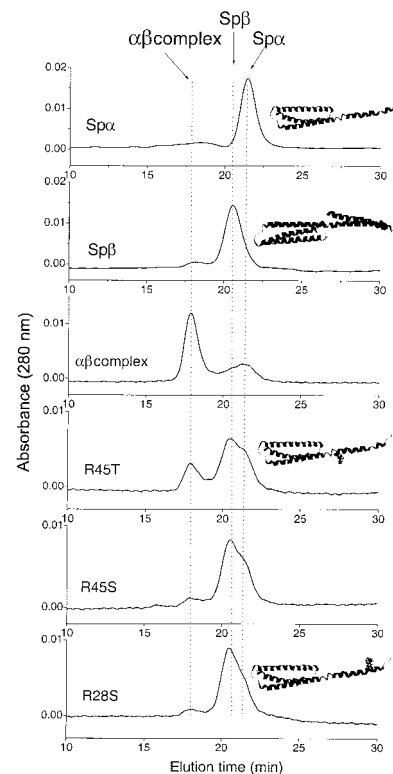 Spβ
αβcomplex Spα
0.02
0.01
Spα
0.00
10 15 20 25 30
0.02
0.01
Spβ
0.00
10 15 20 25 30
0.01
αβcomplex
0.00
10 15 20 25 30
0.01
R45T
0.00
10 15 20 25 30
0.01
R45S
0.00
10 15 20 25 30
0.01
R28S
0.00
10 15 20 25 30
Absorbance (280 nm)
Elution time (min)